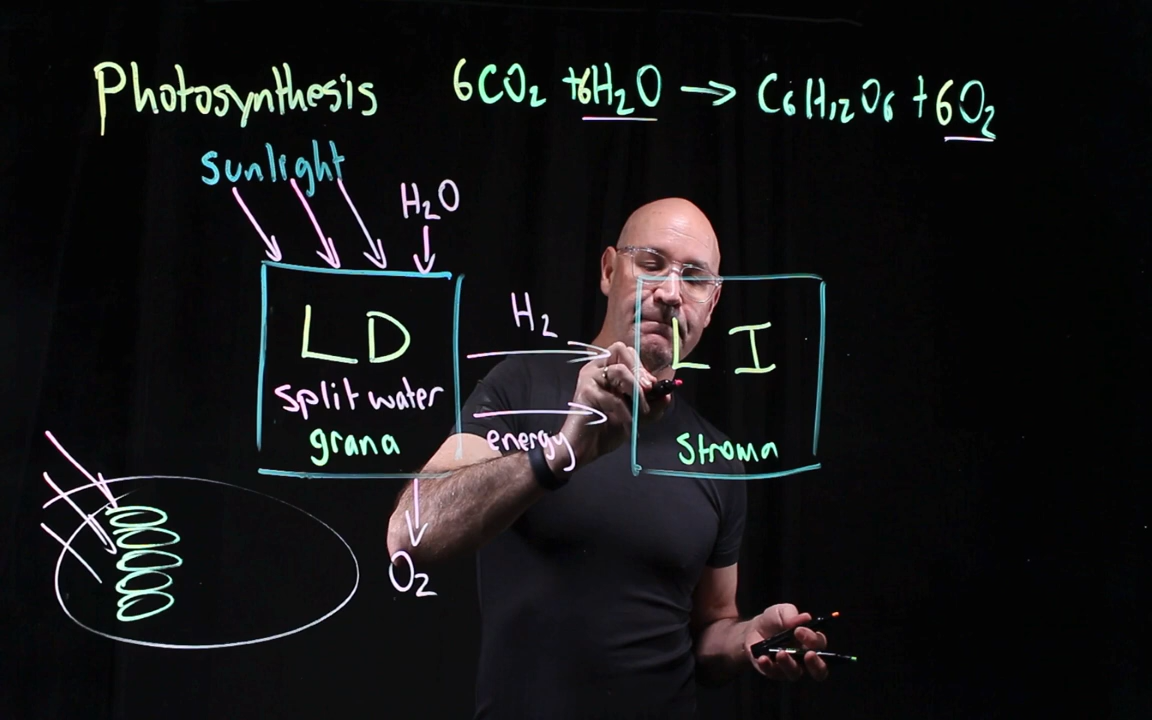 Photosynthesis
6CO₂ +6H₂O → C₆H₁₂O₆ + 6O₂
sunlight
H₂O
LD
split water
grana
H₂
energy
LI
stroma
O₂